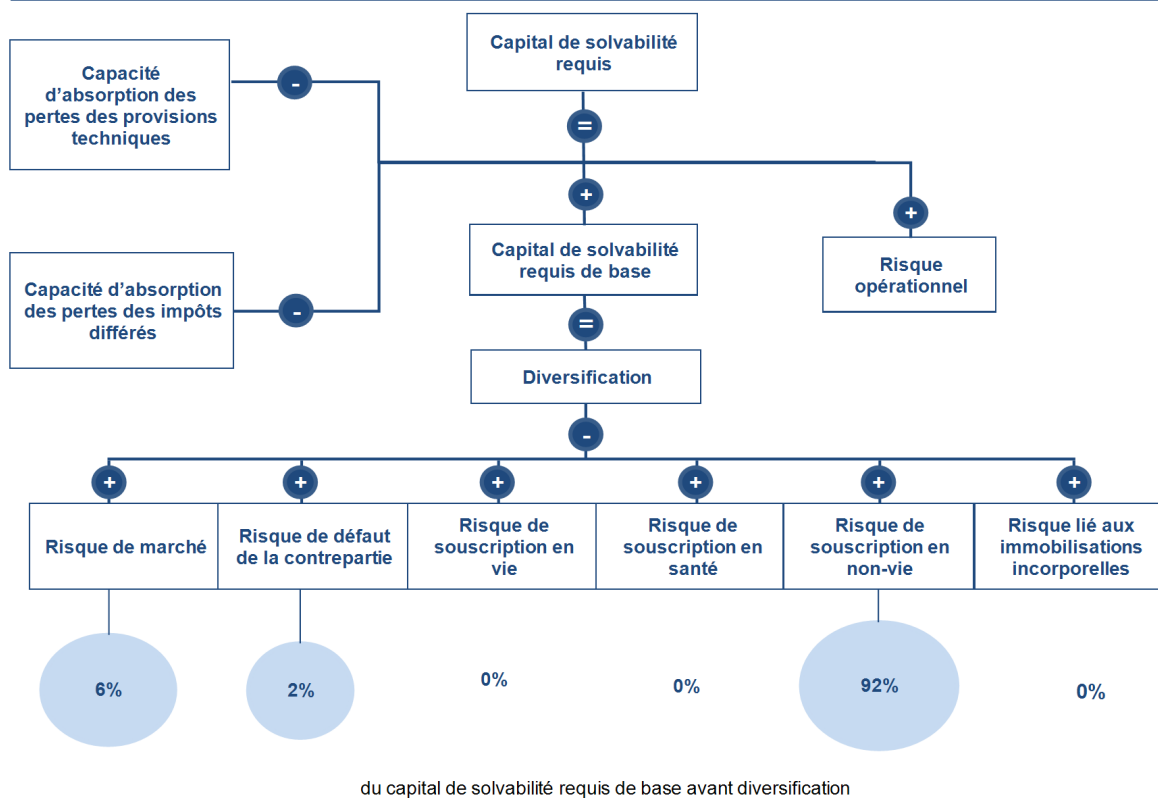 Capital de solvabilité
requis
Capacité
d'absorption des
pertes des provisions
techniques
-
=
+
+
Capital de solvabilité
requis de base
Risque
opérationnel
Capacité d'absorption
des pertes des impôts
différés
-
=
Diversification
-
+
+
+
+
+
+
Risque de marché
Risque de défaut
de la contrepartie
Risque de
souscription en
vie
Risque de
souscription en
santé
Risque de
souscription en
non-vie
Risque lié aux
immobilisations
incorporelles
6%
2%
0%
0%
92%
0%
du capital de solvabilité requis de base avant diversification